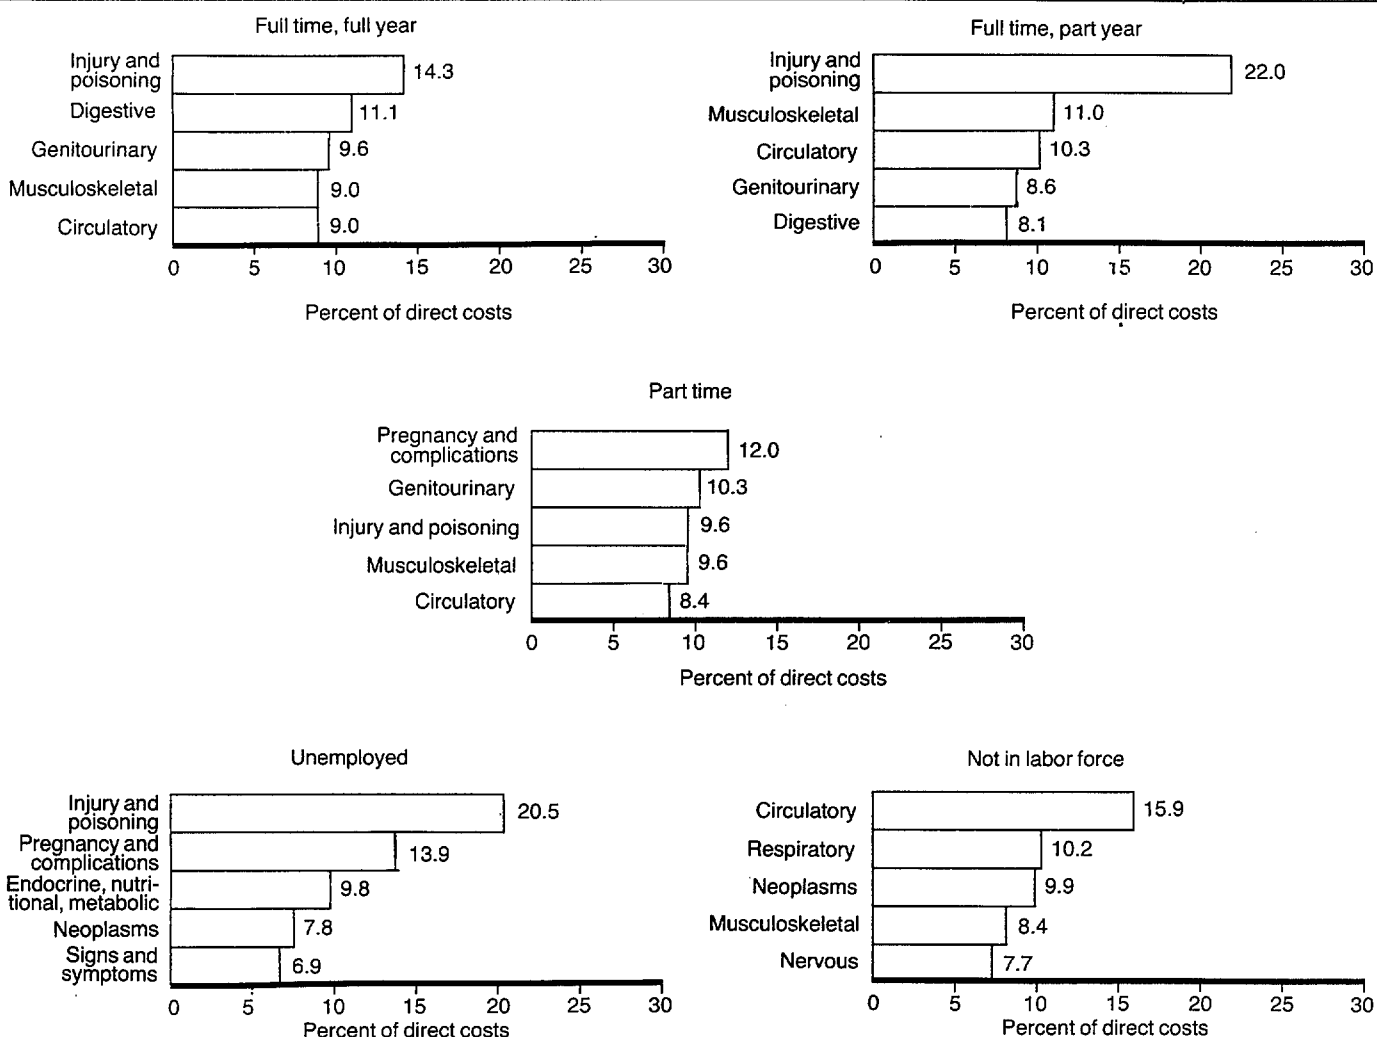 Full time, full year
Injury and
poisoning
14.3
Digestive
11.1
Genitourinary
9.6
Musculoskeletal
9.0
Circulatory
9.0
0 5 10 15 20 25 30
Percent of direct costs
Full time, part year
Injury and
poisoning
22.0
Musculoskeletal
11.0
Circulatory
10.3
Genitourinary
8.6
Digestive
8.1
0 5 10 15 20 25 30
Percent of direct costs
Part time
Pregnancy and
complications
12.0
Genitourinary
10.3
Injury and poisoning
9.6
Musculoskeletal
9.6
Circulatory
8.4
0 5 10 15 20 25 30
Percent of direct costs
Unemployed
Injury and
poisoning
20.5
Pregnancy and
complications
13.9
Endocrine, nutri-
tional, metabolic
9.8
Neoplasms
7.8
Signs and
symptoms
6.9
0 5 10 15 20 25 30
Percent of direct costs
Not in labor force
Circulatory
15.9
Respiratory
10.2
Neoplasms
9.9
Musculoskeletal
8.4
Nervous
7.7
0 5 10 15 20 25 30
Percent of direct costs